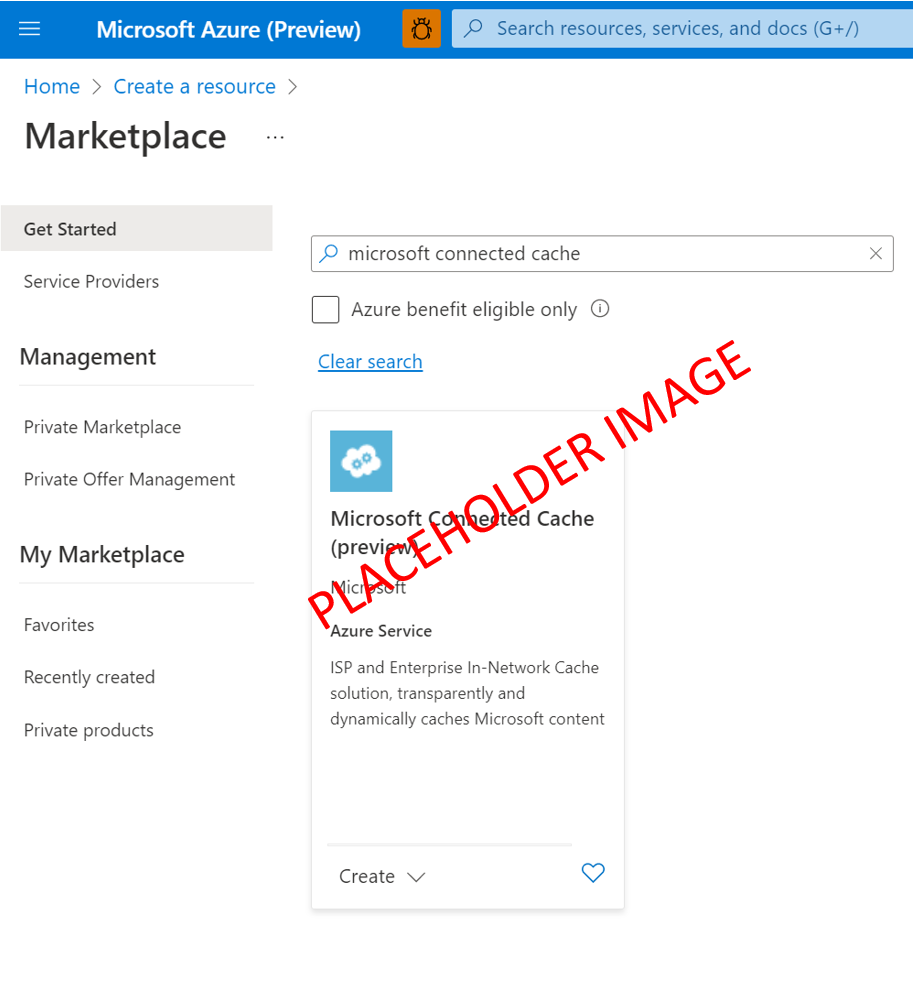 Microsoft Azure (Preview)
Search resources, services, and docs (G+/)
Home > Create a resource >
Marketplace ...
Get Started
Service Providers
Management
Private Marketplace
Private Offer Management
My Marketplace
Favorites
Recently created
Private products
microsoft connected cache
Azure benefit eligible only
Clear search
PLACEHOLDER IMAGE
Microsoft Connected Cache
(preview)
Microsoft
Azure Service
ISP and Enterprise In-Network Cache
solution, transparently and
dynamically caches Microsoft content
Create